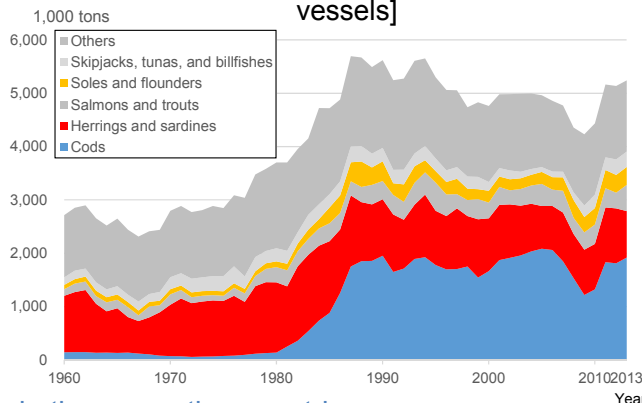 vessels]
1,000 tons
6,000
5,000
4,000
3,000
2,000
1,000
0
Others
Skipjacks, tunas, and billfishes
Soles and flounders
Salmons and trouts
Herrings and sardines
Cods
1960 1970 1980 1990 2000 2010 2013
Year